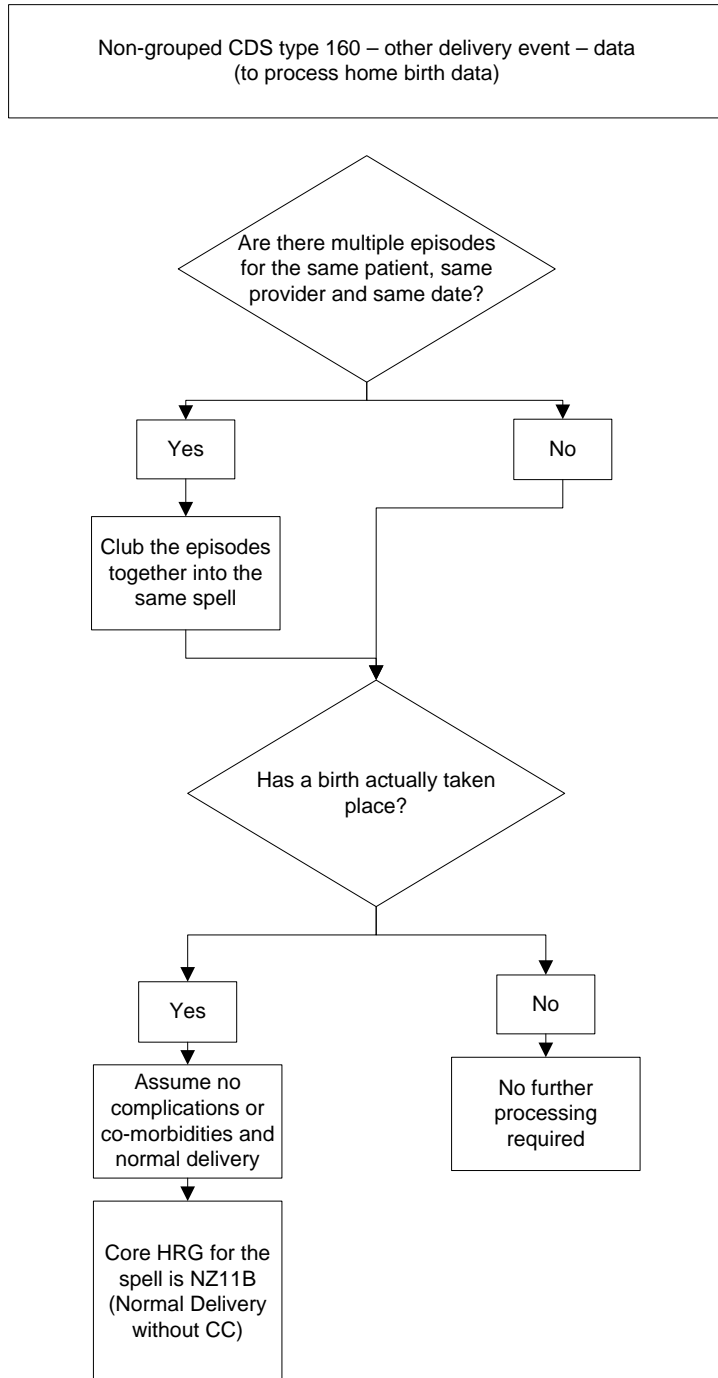 Non-grouped CDS type 160 – other delivery event – data
(to process home birth data)
Are there multiple episodes
for the same patient, same
provider and same date?
Yes
No
Club the episodes
together into the
same spell
Has a birth actually taken
place?
Yes
No
Assume no
complications or
co-morbidities and
normal delivery
No further
processing
required
Core HRG for the
spell is NZ11B
(Normal Delivery
without CC)